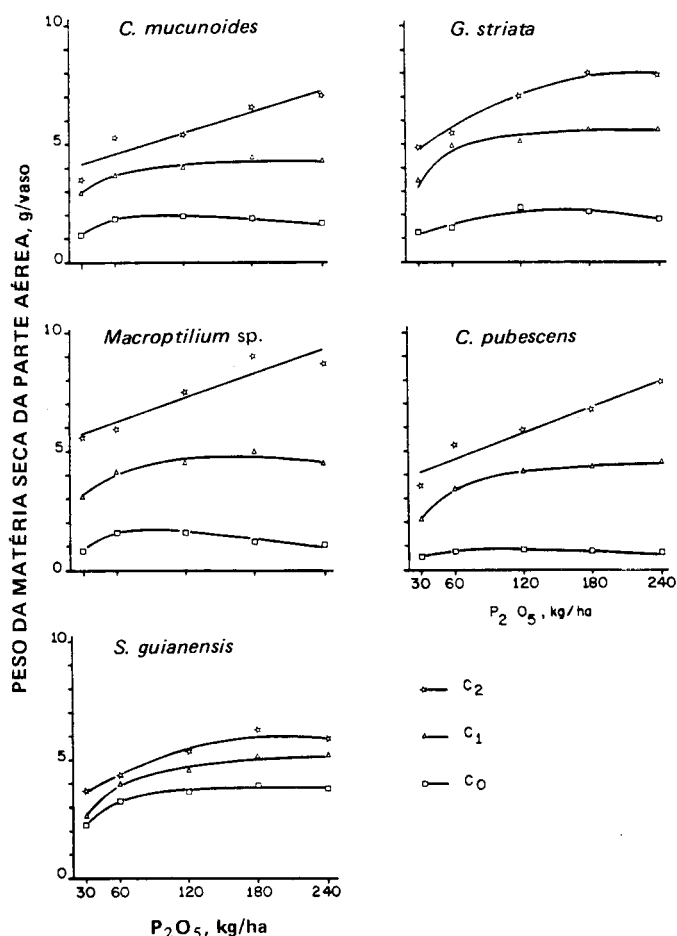 PESO DA MATÉRIA SECA DA PARTE AÉREA, g/vaso
C. mucunoides
10
5
0
G. striata
Macroptilium sp.
10
5
0
C. pubescens
30 60 120 180 240
P2 O5, kg/ha
S. guianensis
10
5
0
30 60 120 180 240
P2O5, kg/ha
C2
C1
C0